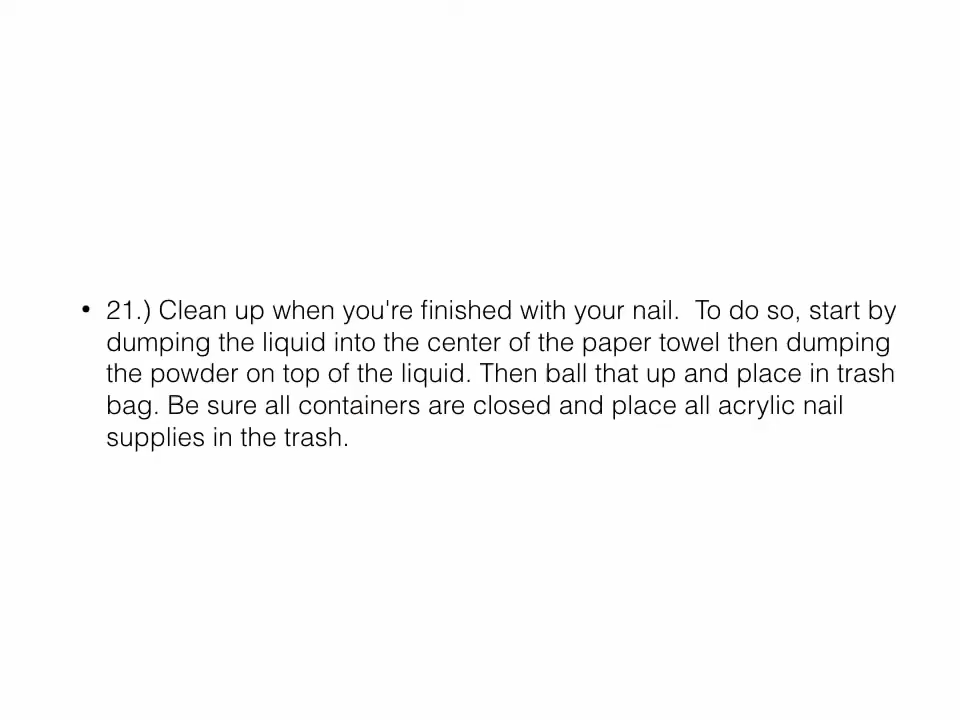 • 21.) Clean up when you're finished with your nail.  To do so, start by
dumping the liquid into the center of the paper towel then dumping
the powder on top of the liquid. Then ball that up and place in trash
bag. Be sure all containers are closed and place all acrylic nail
supplies in the trash.